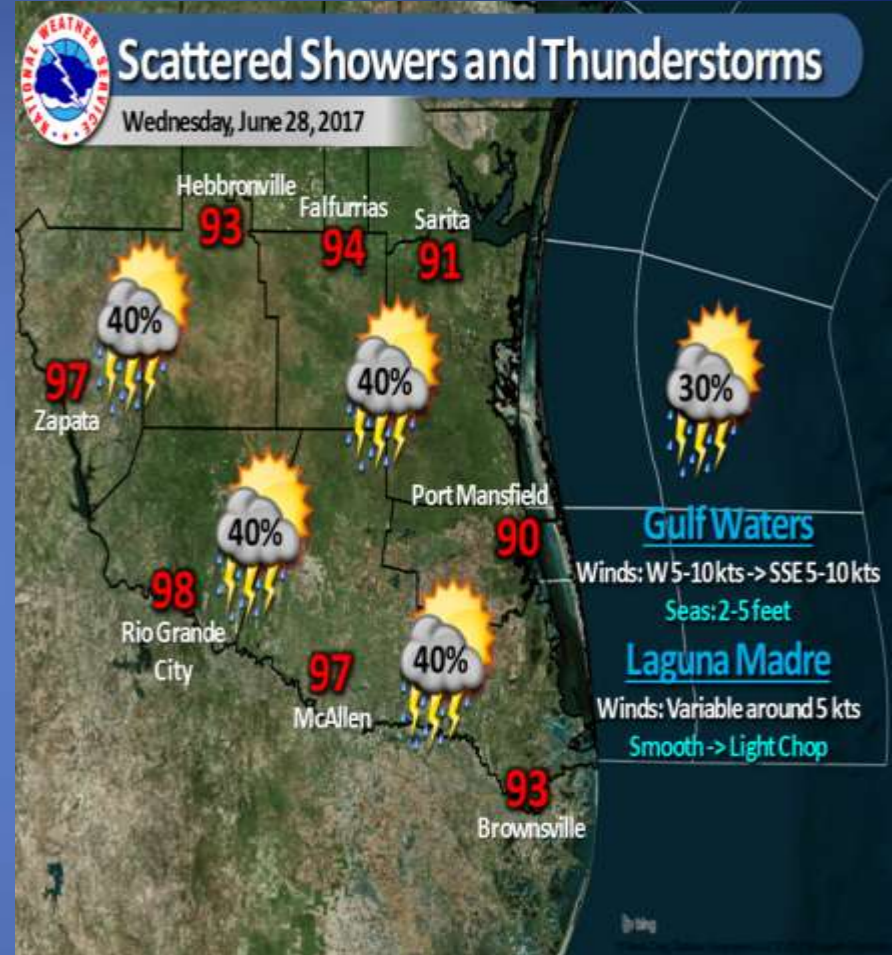 NATIONAL WEATHER SERVICE
Scattered Showers and Thunderstorms
Wednesday, June 28, 2017
Hebbronville
93
Falfurrias
94
Sarita
91
40%
40%
30%
97
Zapata
40%
Port Mansfield
90
Gulf Waters
Winds: W 5-10 kts -> SSE 5-10 kts
Seas: 2-5 feet
98
Rio Grande
City
97
McAllen
40%
Laguna Madre
Winds: Variable around 5 kts
Smooth -> Light Chop
93
Brownsville
bing